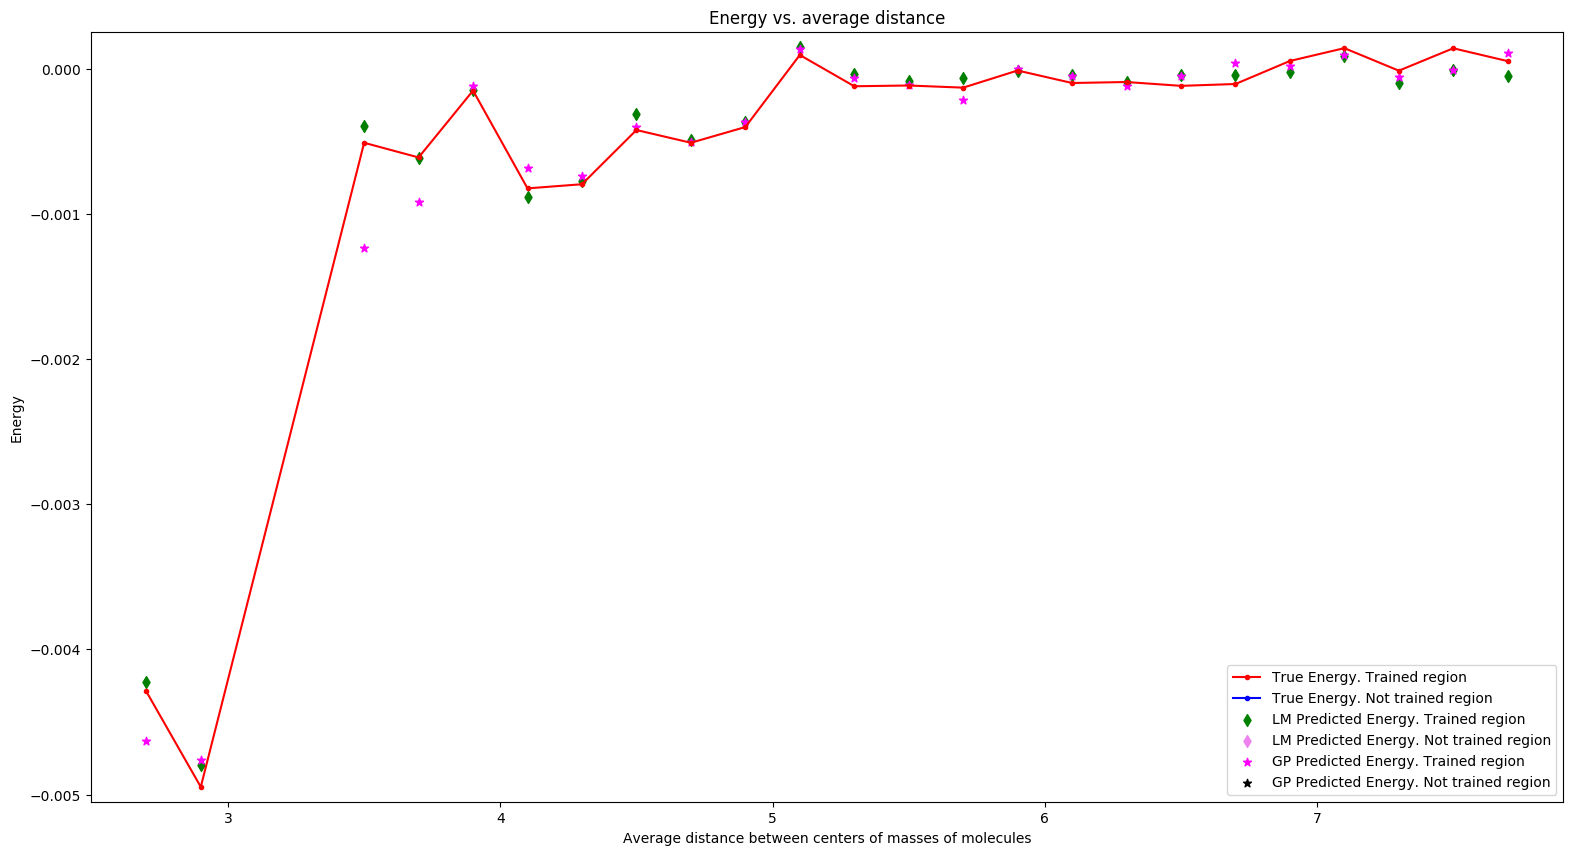 Energy vs. average distance
0.000
−0.001
−0.002
−0.003
−0.004
−0.005
Energy
3
4
5
6
7
Average distance between centers of masses of molecules
True Energy. Trained region
True Energy. Not trained region
LM Predicted Energy. Trained region
LM Predicted Energy. Not trained region
GP Predicted Energy. Trained region
GP Predicted Energy. Not trained region